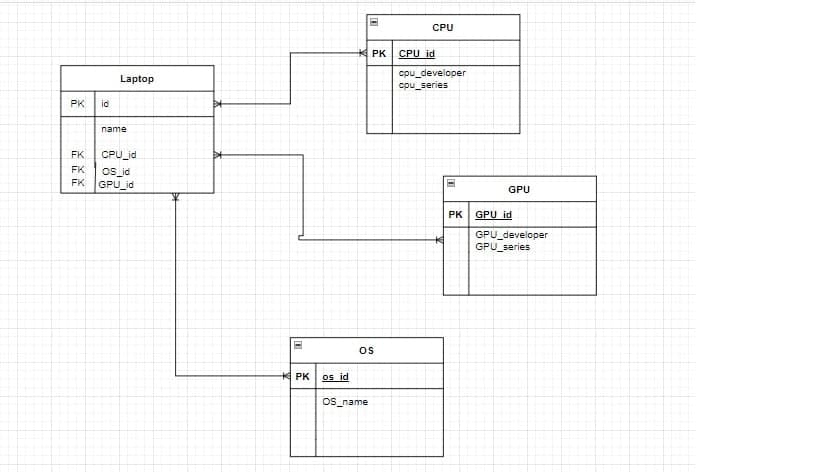 Laptop
PK id
name
FK CPU_id
FK OS_id
FK GPU_id
CPU
PK CPU_id
cpu_developer
cpu_series
GPU
PK GPU_id
GPU_developer
GPU_series
OS
PK os_id
OS_name